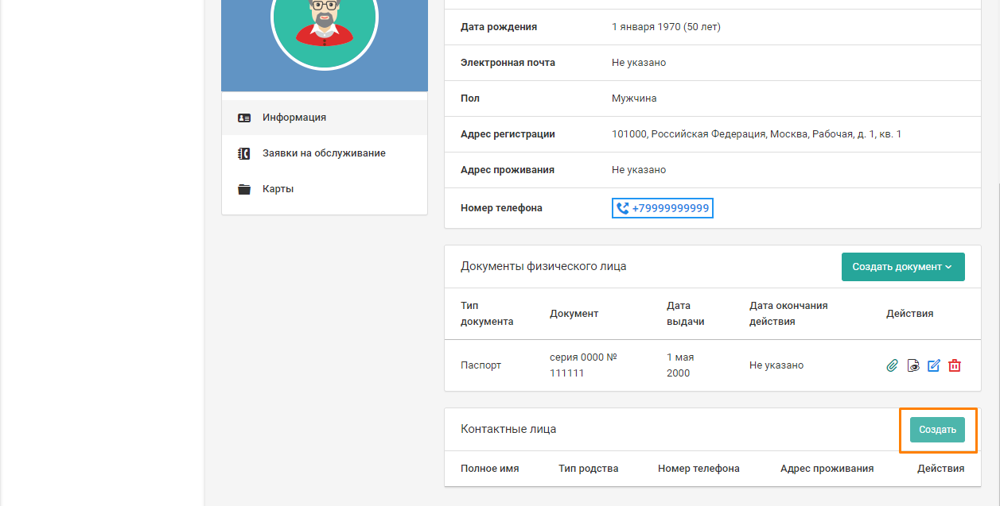 Информация
Заявки на обслуживание
Карты
Дата рождения 1 января 1970 (50 лет)
Электронная почта Не указано
Пол Мужчина
Адрес регистрации 101000, Российская Федерация, Москва, Рабочая, д. 1, кв. 1
Адрес проживания Не указано
Номер телефона +79999999999
Документы физического лица Создать документ
Тип документа Документ Дата выдачи Дата окончания действия Действия
Паспорт серия 0000 № 111111 1 мая 2000 Не указано
Контактные лица Создать
Полное имя Тип родства Номер телефона Адрес проживания Действия